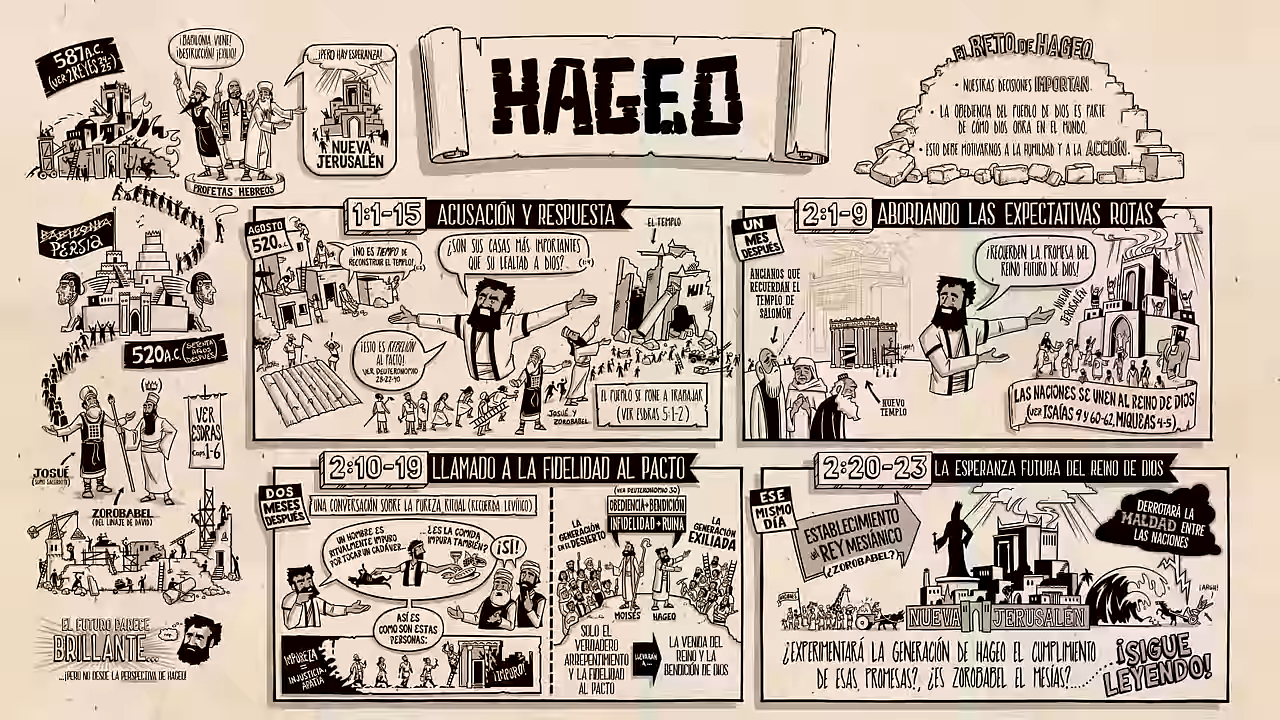 HAGEO
587 A.C.
(VER 2 REYES 24-25)
¡BABILONIA VIENE!
¡DESTRUCCIÓN! ¡EXILIO!
¡PERO HAY ESPERANZA!
NUEVA
JERUSALÉN
PROFETAS HEBREOS
BABILONIA
PERSIA
520 A.C. (SETENTA AÑOS DESPUÉS)
JOSUÉ
(SUMO SACERDOTE)
ZOROBABEL
(DEL LINAJE DE DAVID)
VER
ESDRAS
CAPS 1-6
EL FUTURO PARECE
BRILLANTE...
...¡PERO NO DESDE LA PERSPECTIVA DE HAGEO!
EL RETO DE HAGEO
• NUESTRAS DECISIONES IMPORTAN.
• LA OBEDIENCIA DEL PUEBLO DE DIOS ES PARTE
DE CÓMO DIOS OBRA EN EL MUNDO.
• ESTO DEBE MOTIVARNOS A LA HUMILDAD Y A LA ACCIÓN.
1:1-15 ACUSACIÓN Y RESPUESTA
AGOSTO
520 A.C.
¡NO ES TIEMPO DE
RECONSTRUIR EL TEMPLO!
¿SON SUS CASAS MÁS IMPORTANTES
QUE SU LEALTAD A DIOS?
EL TEMPLO
¡ESTO ES REBELIÓN
AL PACTO!
VER DEUTERONOMIO
28:22-40
JOSUÉ Y
ZOROBABEL
EL PUEBLO SE PONE A TRABAJAR
(VER ESDRAS 5:1-2)
2:1-9 ABORDANDO LAS EXPECTATIVAS ROTAS
UN
MES
DESPUÉS
ANCIANOS QUE
RECUERDAN EL
TEMPLO DE
SALOMÓN
¡RECUERDEN LA PROMESA DEL
REINO FUTURO DE DIOS!
NUEVA
JERUSALÉN
NUEVO
TEMPLO
LAS NACIONES SE UNEN AL REINO DE DIOS
(VER ISAÍAS 9 Y 60-62, MIQUEAS 4-5)
2:10-19 LLAMADO A LA FIDELIDAD AL PACTO
DOS
MESES
DESPUÉS
UNA CONVERSACIÓN SOBRE LA PUREZA RITUAL (RECUERDA LEVÍTICO)
UN HOMBRE ES
RITUALMENTE IMPURO
POR TOCAR UN CADÁVER...
¿ES LA COMIDA
IMPURA TAMBIÉN?
¡SÍ!
ASÍ ES
COMO SON ESTAS
PERSONAS:
IMPUREZA
=
INJUSTICIA
APATÍA
¡IMPURO!
(VER DEUTERONOMIO 30)
OBEDIENCIA=BENDICIÓN
INFIDELIDAD=RUINA
LA
GENERACIÓN
EN EL DESIERTO
LA
GENERACIÓN
EXILIADA
MOISÉS
HAGEO
SOLO EL
VERDADERO
ARREPENTIMIENTO
Y LA FIDELIDAD
AL PACTO
LLEVARÁN
A...
LA VENIDA DEL
REINO Y LA
BENDICIÓN DE DIOS
2:20-23 LA ESPERANZA FUTURA DEL REINO DE DIOS
ESE
MISMO
DÍA
ESTABLECIMIENTO
del REY MESIÁNICO
(¿ZOROBABEL?)
DERROTARÁ LA
MALDAD ENTRE
LAS NACIONES
¡ARGH!
NUEVA JERUSALÉN
¿EXPERIMENTARÁ LA GENERACIÓN DE HAGEO EL CUMPLIMIENTO
DE ESAS PROMESAS?, ¿ES ZOROBABEL EL MESÍAS?.....
¡SIGUE
LEYENDO!